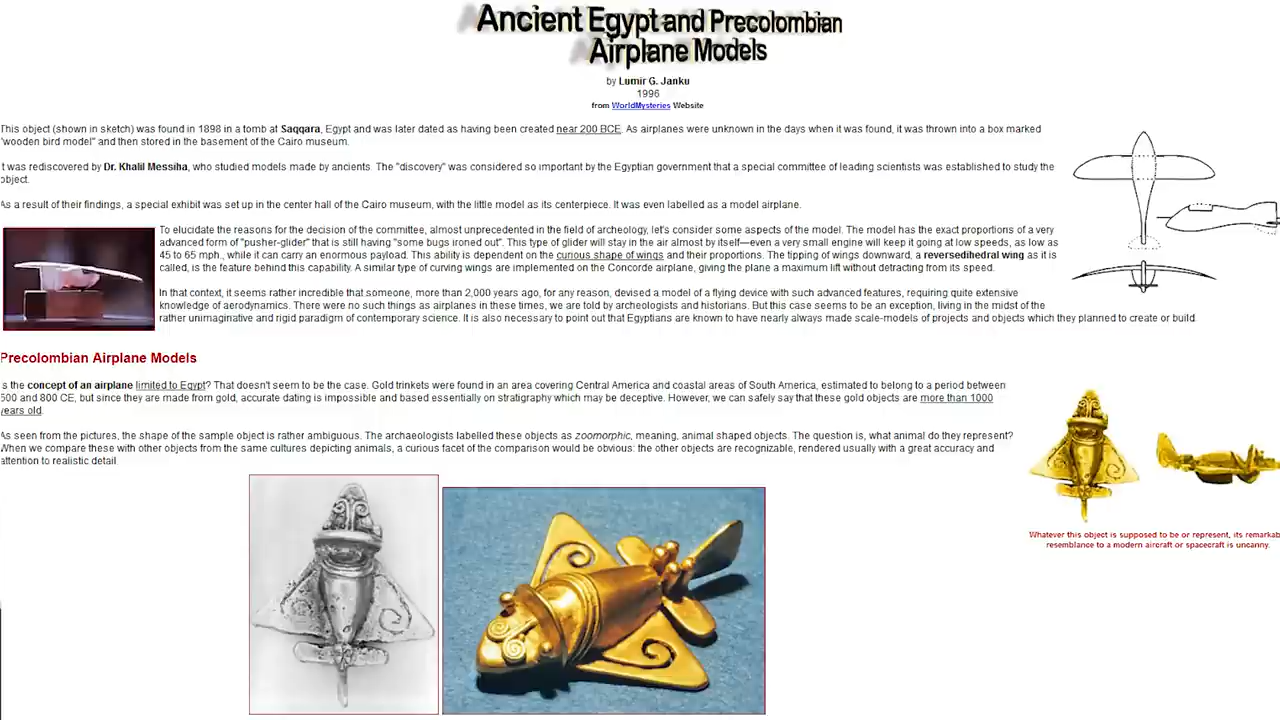 Ancient Egypt and Precolombian
Airplane Models
by Lumir G. Janku
1996
from WorldMysteries Website
This object (shown in sketch) was found in 1898 in a tomb at Saqqara, Egypt and was later dated as having been created near 200 BCE. As airplanes were unknown in the days when it was found, it was thrown into a box marked
"wooden bird model" and then stored in the basement of the Cairo museum.
t was rediscovered by Dr. Khalil Messiha, who studied models made by ancients. The "discovery" was considered so important by the Egyptian government that a special committee of leading scientists was established to study the
object.
As a result of their findings, a special exhibit was set up in the center hall of the Cairo museum, with the little model as its centerpiece. It was even labelled as a model airplane.
To elucidate the reasons for the decision of the committee, almost unprecedented in the field of archeology, let's consider some aspects of the model. The model has the exact proportions of a very
advanced form of "pusher-glider" that is still having "some bugs ironed out". This type of glider will stay in the air almost by itself—even a very small engine will keep it going at low speeds, as low as
45 to 65 mph., while it can carry an enormous payload. This ability is dependent on the curious shape of wings and their proportions. The tipping of wings downward, a reversedihedral wing as it is
called, is the feature behind this capability. A similar type of curving wings are implemented on the Concorde airplane, giving the plane a maximum lift without detracting from its speed.
In that context, it seems rather incredible that someone, more than 2,000 years ago, for any reason, devised a model of a flying device with such advanced features, requiring quite extensive
knowledge of aerodynamics. There were no such things as airplanes in these times, we are told by archeologists and historians. But this case seems to be an exception, living in the midst of the
rather unimaginative and rigid paradigm of contemporary science. It is also necessary to point out that Egyptians are known to have nearly always made scale-models of projects and objects which they planned to create or build.
Precolombian Airplane Models
s the concept of an airplane limited to Egypt? That doesn't seem to be the case. Gold trinkets were found in an area covering Central America and coastal areas of South America, estimated to belong to a period between
500 and 800 CE, but since they are made from gold, accurate dating is impossible and based essentially on stratigraphy which may be deceptive. However, we can safely say that these gold objects are more than 1000
years old.
As seen from the pictures, the shape of the sample object is rather ambiguous. The archaeologists labelled these objects as zoomorphic, meaning, animal shaped objects. The question is, what animal do they represent?
When we compare these with other objects from the same cultures depicting animals, a curious facet of the comparison would be obvious: the other objects are recognizable, rendered usually with a great accuracy and
attention to realistic detail.
Whatever this object is supposed to be or represent, its remarkab
resemblance to a modern aircraft or spacecraft is uncanny.